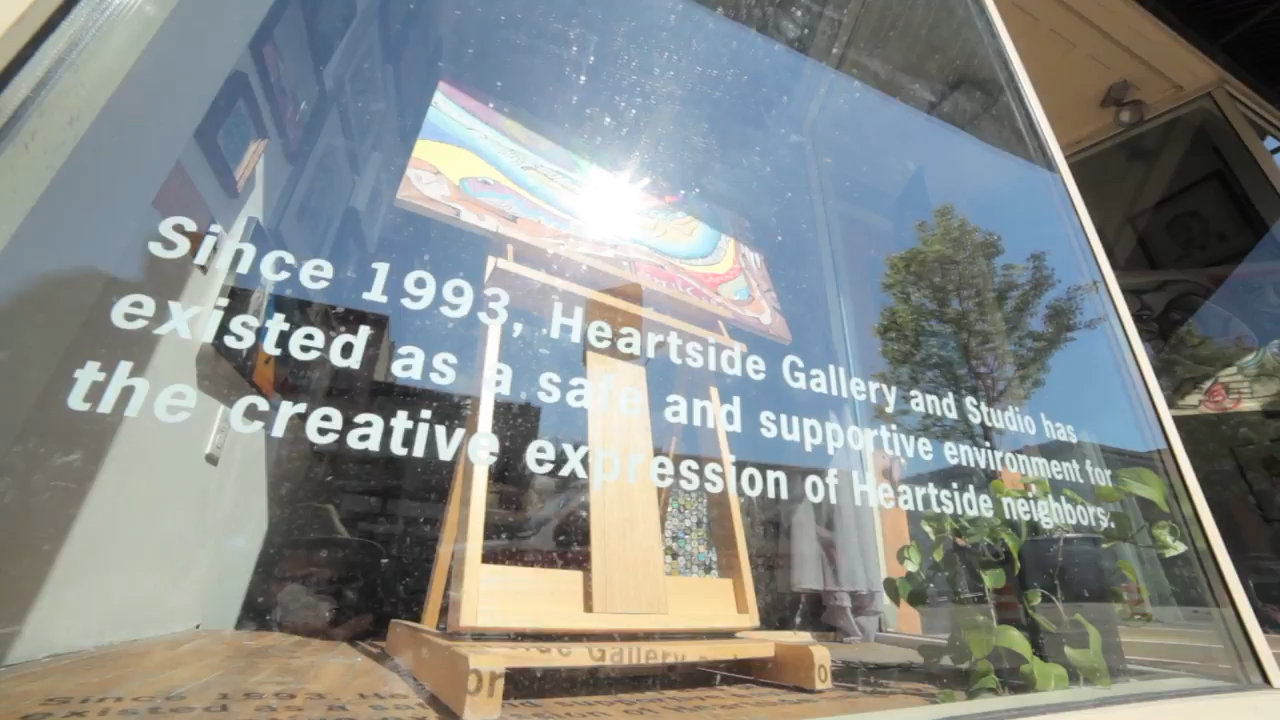 Since 1993, Heartside Gallery and Studio has
existed as a safe and supportive environment for
the creative expression of Heartside neighbors.